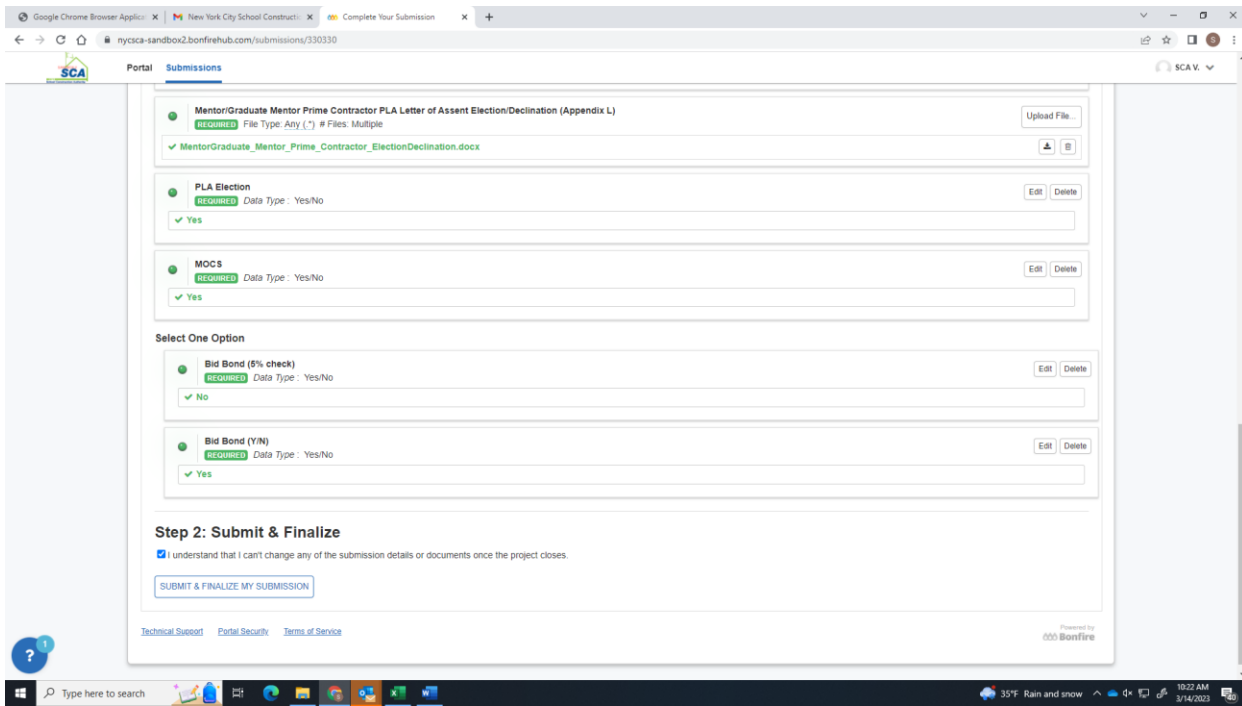 Google Chrome Browser Applica
New York City School Constructi
Complete Your Submission
nycsca-sandbox2.bonfirehub.com/submissions/330330
S
SCA
Portal
Submissions
SCA V.
Mentor/Graduate Mentor Prime Contractor PLA Letter of Assent Election/Declination (Appendix L)
REQUIRED File Type: Any (.*) # Files: Multiple
Upload File...
MentorGraduate_Mentor_Prime_Contractor_ElectionDeclination.docx
PLA Election
REQUIRED Data Type : Yes/No
Edit Delete
Yes
MOCS
REQUIRED Data Type : Yes/No
Edit Delete
Yes
Select One Option
Bid Bond (5% check)
REQUIRED Data Type : Yes/No
Edit Delete
No
Bid Bond (Y/N)
REQUIRED Data Type : Yes/No
Edit Delete
Yes
Step 2: Submit & Finalize
I understand that I can't change any of the submission details or documents once the project closes.
SUBMIT & FINALIZE MY SUBMISSION
Technical Support Portal Security Terms of Service
Powered by
Bonfire
? 1
Type here to search
35°F Rain and snow
10:22 AM
3/14/2023
40